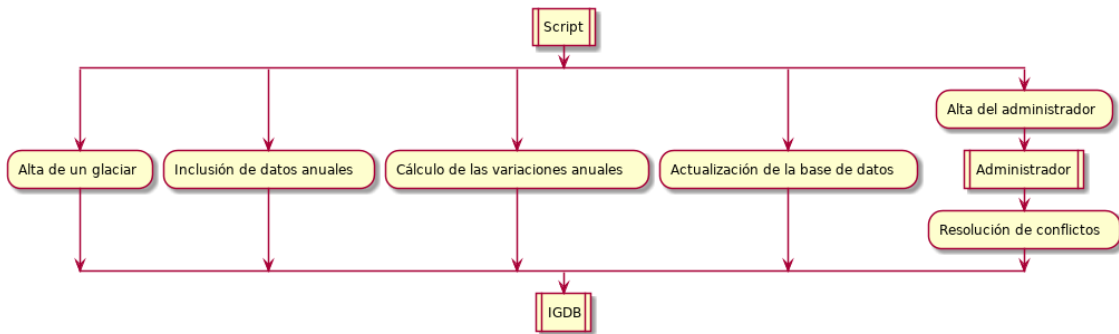 Script
Alta del administrador
Alta de un glaciar
Inclusión de datos anuales
Cálculo de las variaciones anuales
Actualización de la base de datos
Administrador
Resolución de conflictos
IGDB